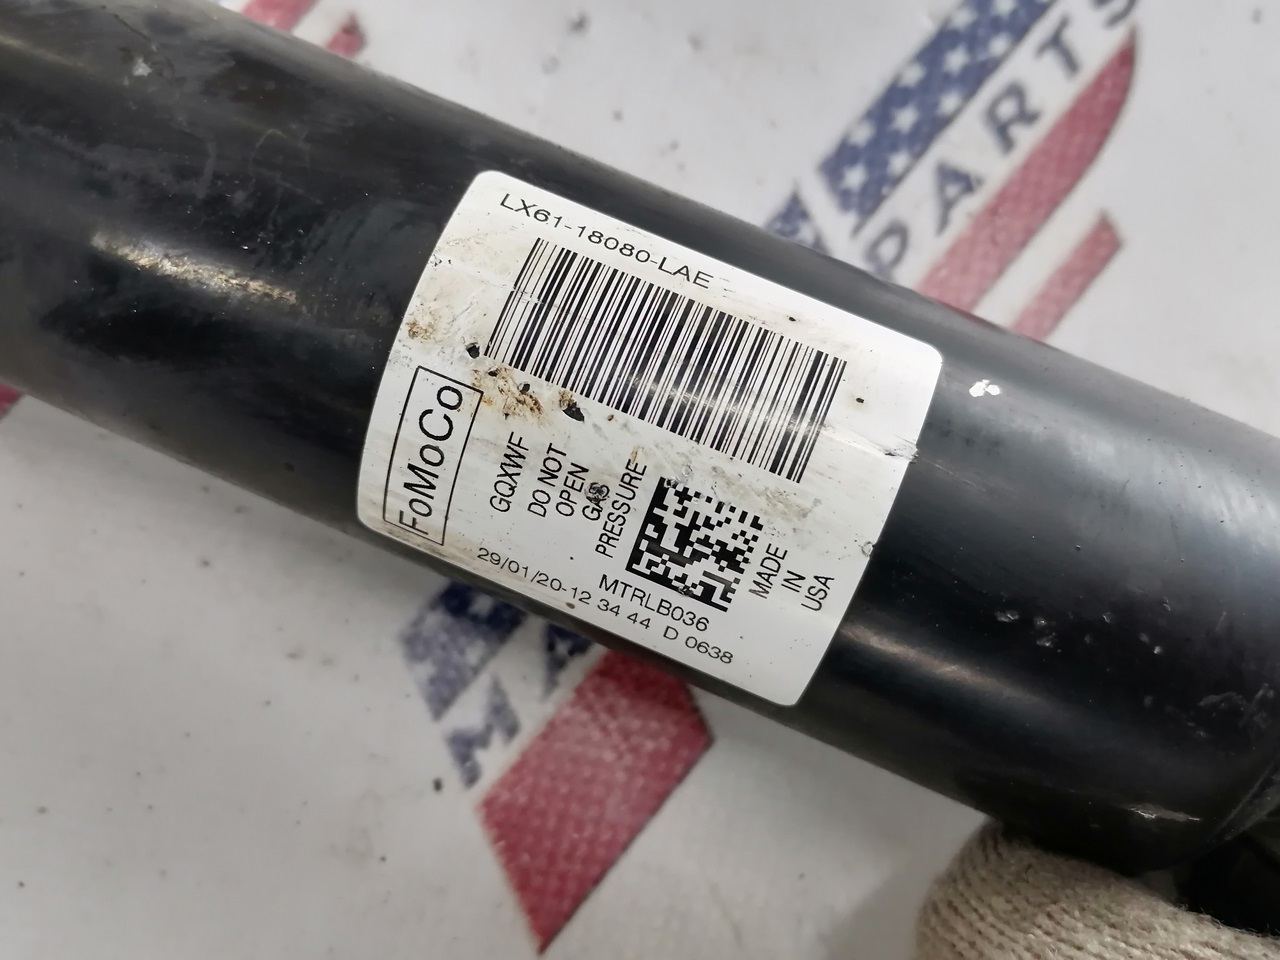 LX61-18080-LAE
FoMoCo
GQXWF
DO NOT
OPEN
GAS
PRESSURE
MADE
IN
USA
MTRLB036
29/01/20-12 34 44 D 0638
PARTS